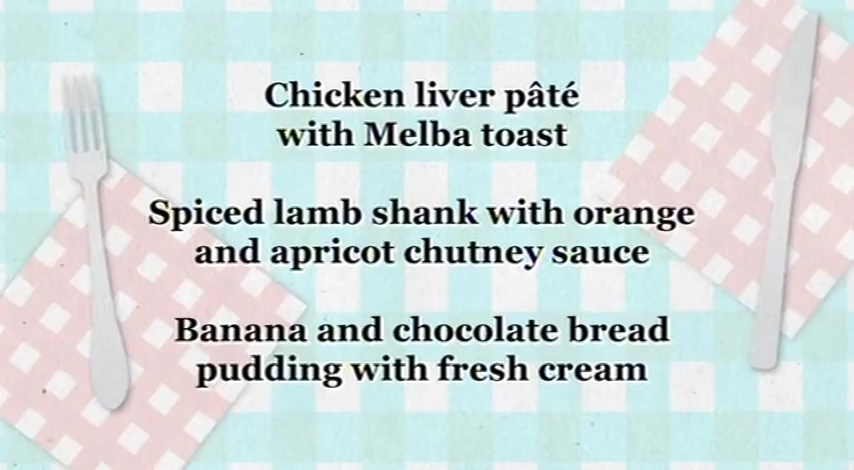 Chicken liver pâté
with Melba toast
Spiced lamb shank with orange
and apricot chutney sauce
Banana and chocolate bread
pudding with fresh cream